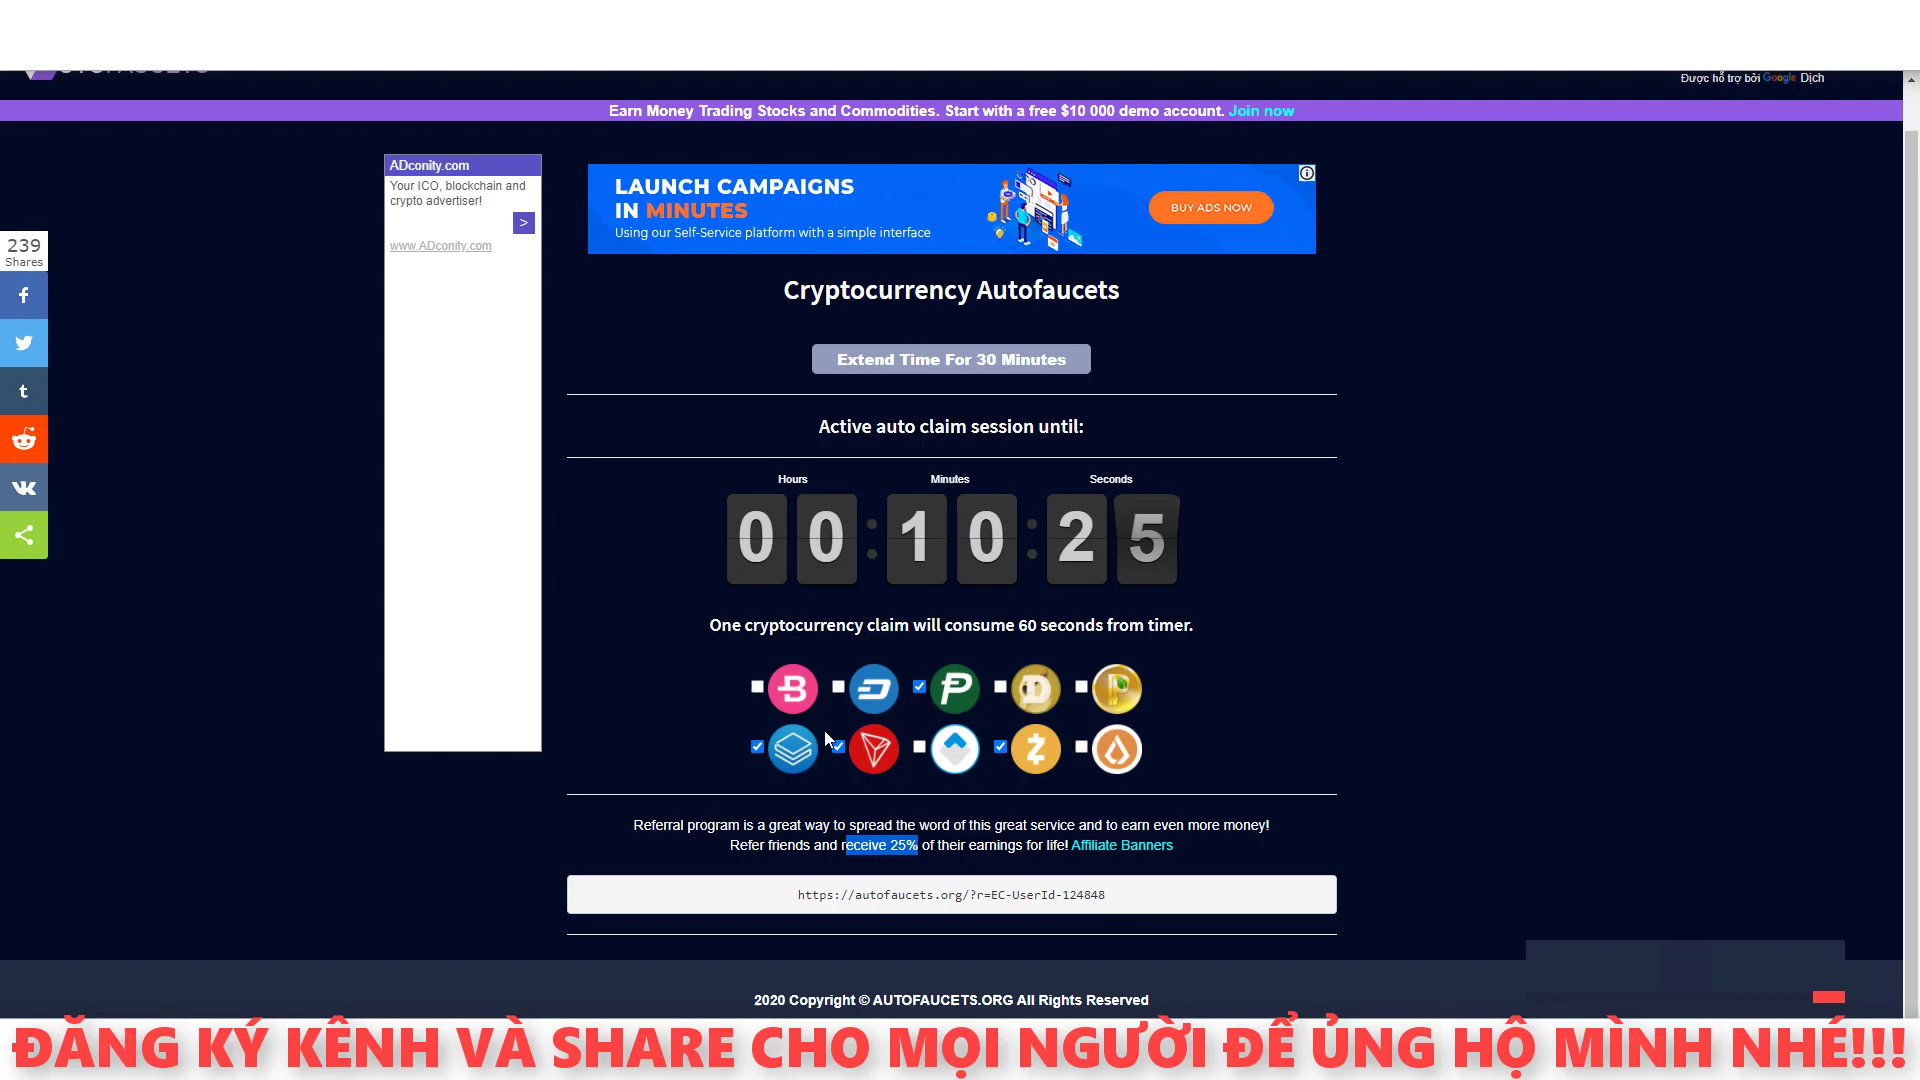 Được hỗ trợ bởi Google Dịch
Earn Money Trading Stocks and Commodities. Start with a free $10 000 demo account. Join now
ADconity.com
Your ICO, blockchain and
crypto advertiser!
>
www.ADconity.com
LAUNCH CAMPAIGNS
IN MINUTES
Using our Self-Service platform with a simple interface
BUY ADS NOW
239
Shares
Cryptocurrency Autofaucets
Extend Time For 30 Minutes
Active auto claim session until:
Hours Minutes Seconds
00:10:25
One cryptocurrency claim will consume 60 seconds from timer.
Referral program is a great way to spread the word of this great service and to earn even more money!
Refer friends and receive 25% of their earnings for life! Affiliate Banners
https://autofaucets.org/?r=EC-UserId-124848
2020 Copyright © AUTOFAUCETS.ORG All Rights Reserved
ĐĂNG KÝ KÊNH VÀ SHARE CHO MỌI NGƯỜI ĐỂ ỦNG HỘ MÌNH NHÉ!!!